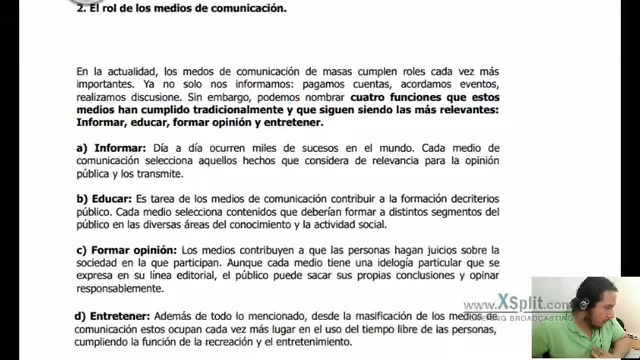 2. El rol de los medios de comunicación.
En la actualidad, los medos de comunicación de masas cumplen roles cada vez más
importantes. Ya no solo nos informamos: pagamos cuentas, acordamos eventos,
realizamos discusione. Sin embargo, podemos nombrar cuatro funciones que estos
medios han cumplido tradicionalmente y que siguen siendo las más relevantes:
Informar, educar, formar opinión y entretener.
a) Informar: Día a día ocurren miles de sucesos en el mundo. Cada medio de
comunicación selecciona aquellos hechos que considera de relevancia para la opinión
pública y los transmite.
b) Educar: Es tarea de los medios de comunicación contribuir a la formación decriterios
público. Cada medio selecciona contenidos que deberían formar a distintos segmentos del
público en las diversas áreas del conocimiento y la actividad social.
c) Formar opinión: Los medios contribuyen a que las personas hagan juicios sobre la
sociedad en la que participan. Aunque cada medio tiene una ideología particular que se
expresa en su línea editorial, el público puede sacar sus propias conclusiones y opinar
responsablemente.
d) Entretener: Además de todo lo mencionado, desde la masificación de los medios de
comunicación estos ocupan cada vez más lugar en el uso del tiempo libre de las personas,
cumpliendo la función de la recreación y el entretenimiento.
www.XSplit.com
BROADCASTING